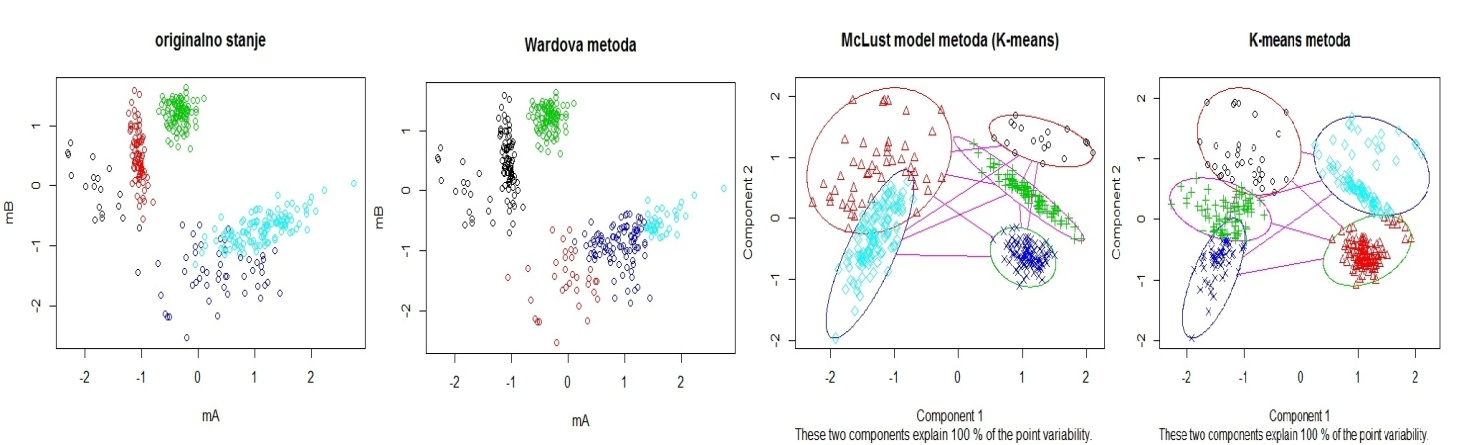 originalno stanje
mB
1
0
-1
-2
-2
-1
0
1
2
mA
Wardova metoda
mB
1
0
-1
-2
-2
-1
0
1
2
mA
McLust model metoda (K-means)
Component 2
2
1
0
-1
-2
-2
-1
0
1
2
Component 1
These two components explain 100 % of the point variability.
K-means metoda
Component 2
2
1
0
-1
-2
-2
-1
0
1
2
Component 1
These two components explain 100 % of the point variability.